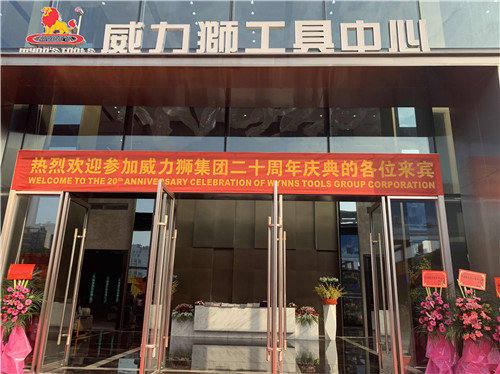 威力狮工具中心
WYNN'S TOOLS
热烈欢迎参加威力狮集团二十周年庆典的各位来宾
WELCOME TO THE 20TH ANNIVERSARY CELEBRATION OF WYNNS TOOLS GROUP CORPORATION